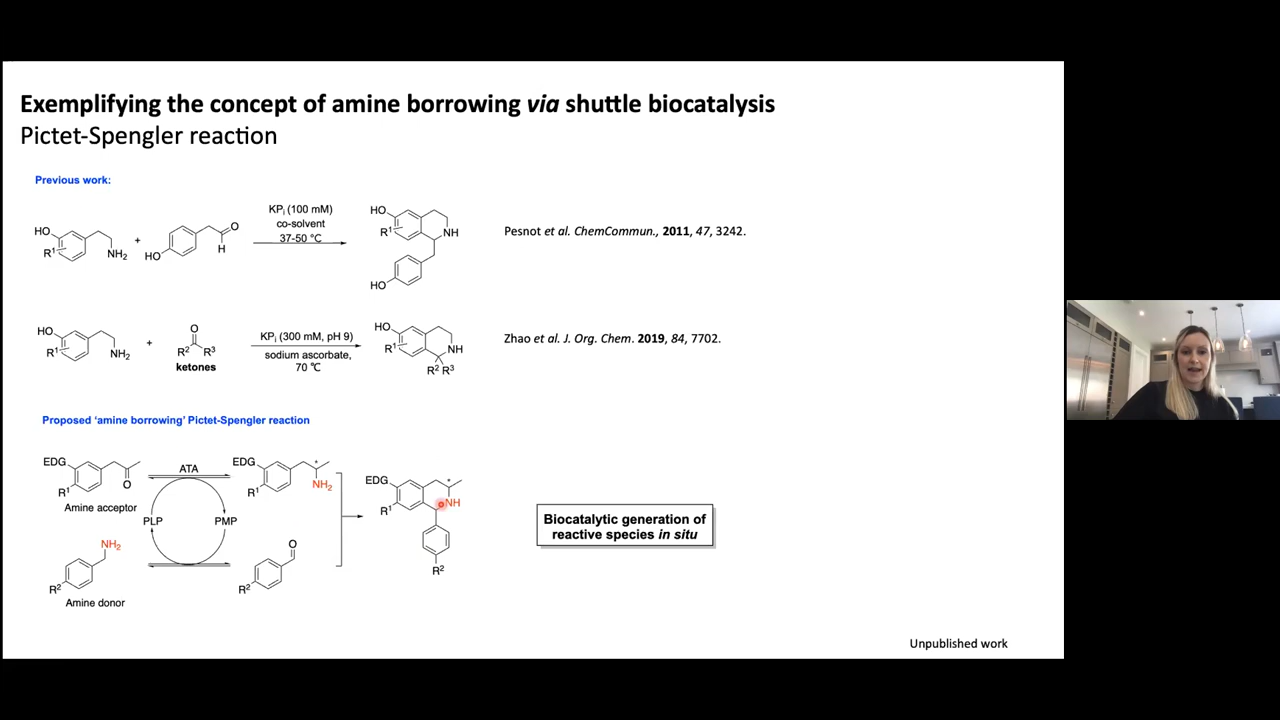 Exemplifying the concept of amine borrowing via shuttle biocatalysis
Pictet-Spengler reaction
Previous work:
HO
R¹
NH₂
+
HO
O
H
KPᵢ (100 mM)
co-solvent
37-50 °C
HO
R¹
NH
HO
Pesnot et al. ChemCommun., 2011, 47, 3242.
HO
R¹
NH₂
+
O
R² R³
ketones
KPᵢ (300 mM, pH 9)
sodium ascorbate,
70 ℃
HO
R¹
NH
R² R³
Zhao et al. J. Org. Chem. 2019, 84, 7702.
Proposed ‘amine borrowing’ Pictet-Spengler reaction
EDG
R¹
O
Amine acceptor
ATA
PLP
PMP
EDG
R¹
*
NH₂
NH₂
R²
Amine donor
O
R²
EDG
R¹
*
NH
R²
Biocatalytic generation of
reactive species in situ
Unpublished work